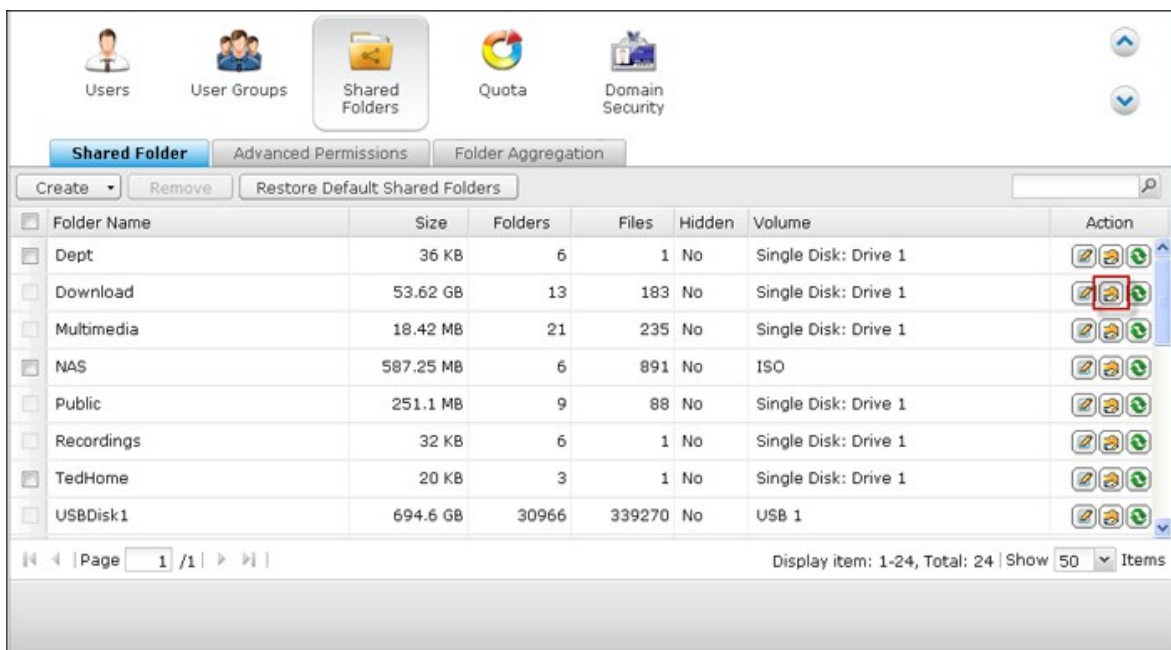 Users User Groups Shared Folders Quota Domain Security
Shared Folder Advanced Permissions Folder Aggregation
Create Remove Restore Default Shared Folders
Folder Name Size Folders Files Hidden Volume Action
Dept 36 KB 6 1 No Single Disk: Drive 1
Download 53.62 GB 13 183 No Single Disk: Drive 1
Multimedia 18.42 MB 21 235 No Single Disk: Drive 1
NAS 587.25 MB 6 891 No ISO
Public 251.1 MB 9 88 No Single Disk: Drive 1
Recordings 32 KB 6 1 No Single Disk: Drive 1
TedHome 20 KB 3 1 No Single Disk: Drive 1
USBDisk1 694.6 GB 30966 339270 No USB 1
Page 1 /1 Display item: 1-24, Total: 24 Show 50 Items